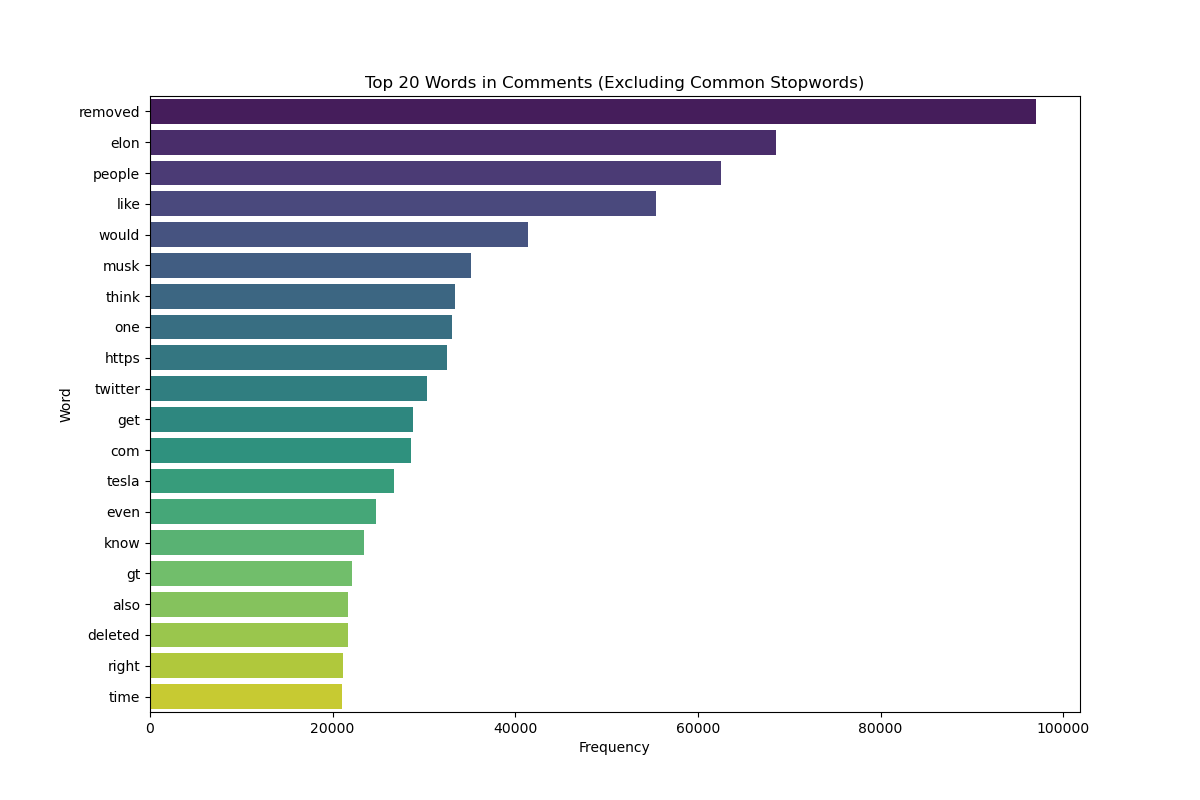 Top 20 Words in Comments (Excluding Common Stopwords)
removed
elon
people
like
would
musk
think
one
https
twitter
get
com
tesla
even
know
gt
also
deleted
right
time
Word
0 20000 40000 60000 80000 100000
Frequency